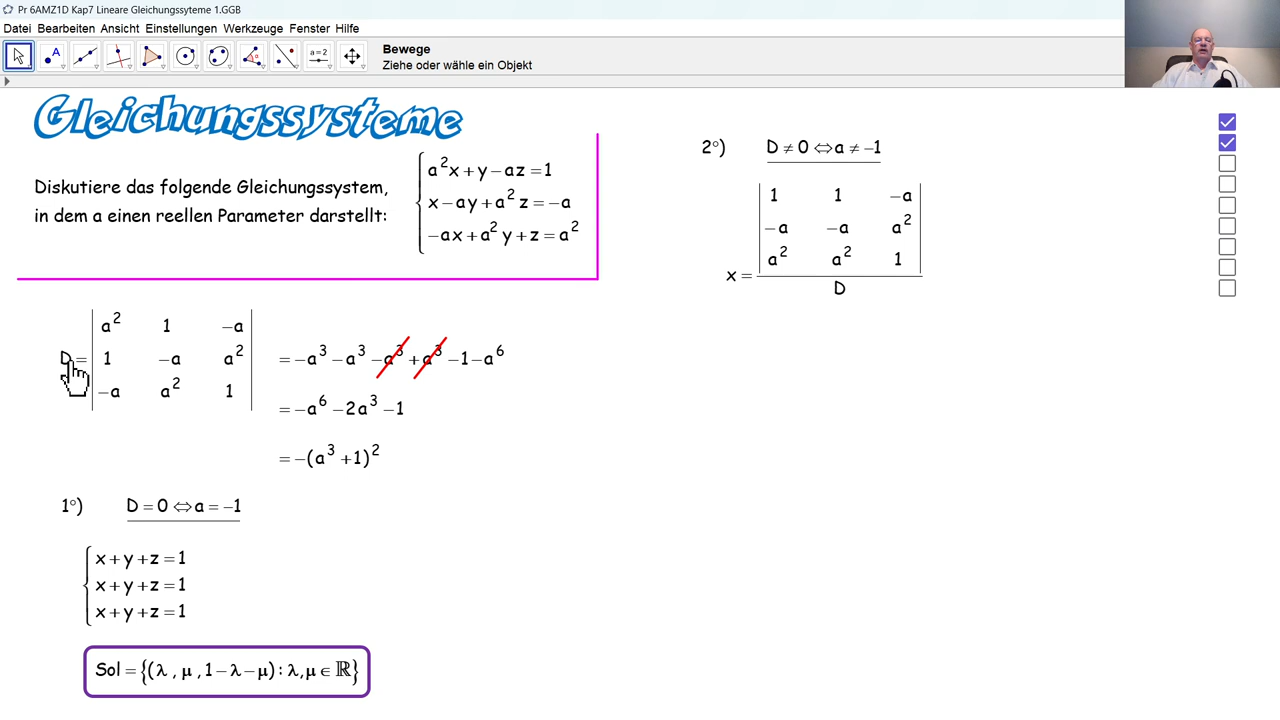 Pr 6AMZ1D Kap7 Lineare Gleichungssyteme 1.GGB
Datei Bearbeiten Ansicht Einstellungen Werkzeuge Fenster Hilfe
A a=2 Bewege
Ziehe oder wähle ein Objekt
Gleichungssysteme
Diskutiere das folgende Gleichungssystem,
in dem a einen reellen Parameter darstellt:
a²x+y−az=1
x−ay+a²z=−a
−ax+a²y+z=a²
D= | a² 1 −a |
| 1 −a a² |
| −a a² 1 |
=−a³−a³−a³+a³−1−a⁶
=−a⁶−2a³−1
=−(a³+1)²
1°) D=0⇔a=−1
x+y+z=1
x+y+z=1
x+y+z=1
Sol={(λ,μ,1−λ−μ):λ,μ∈ℝ}
2°) D≠0⇔a≠−1
x= | 1 1 −a |
| −a −a a² |
| a² a² 1 |
D